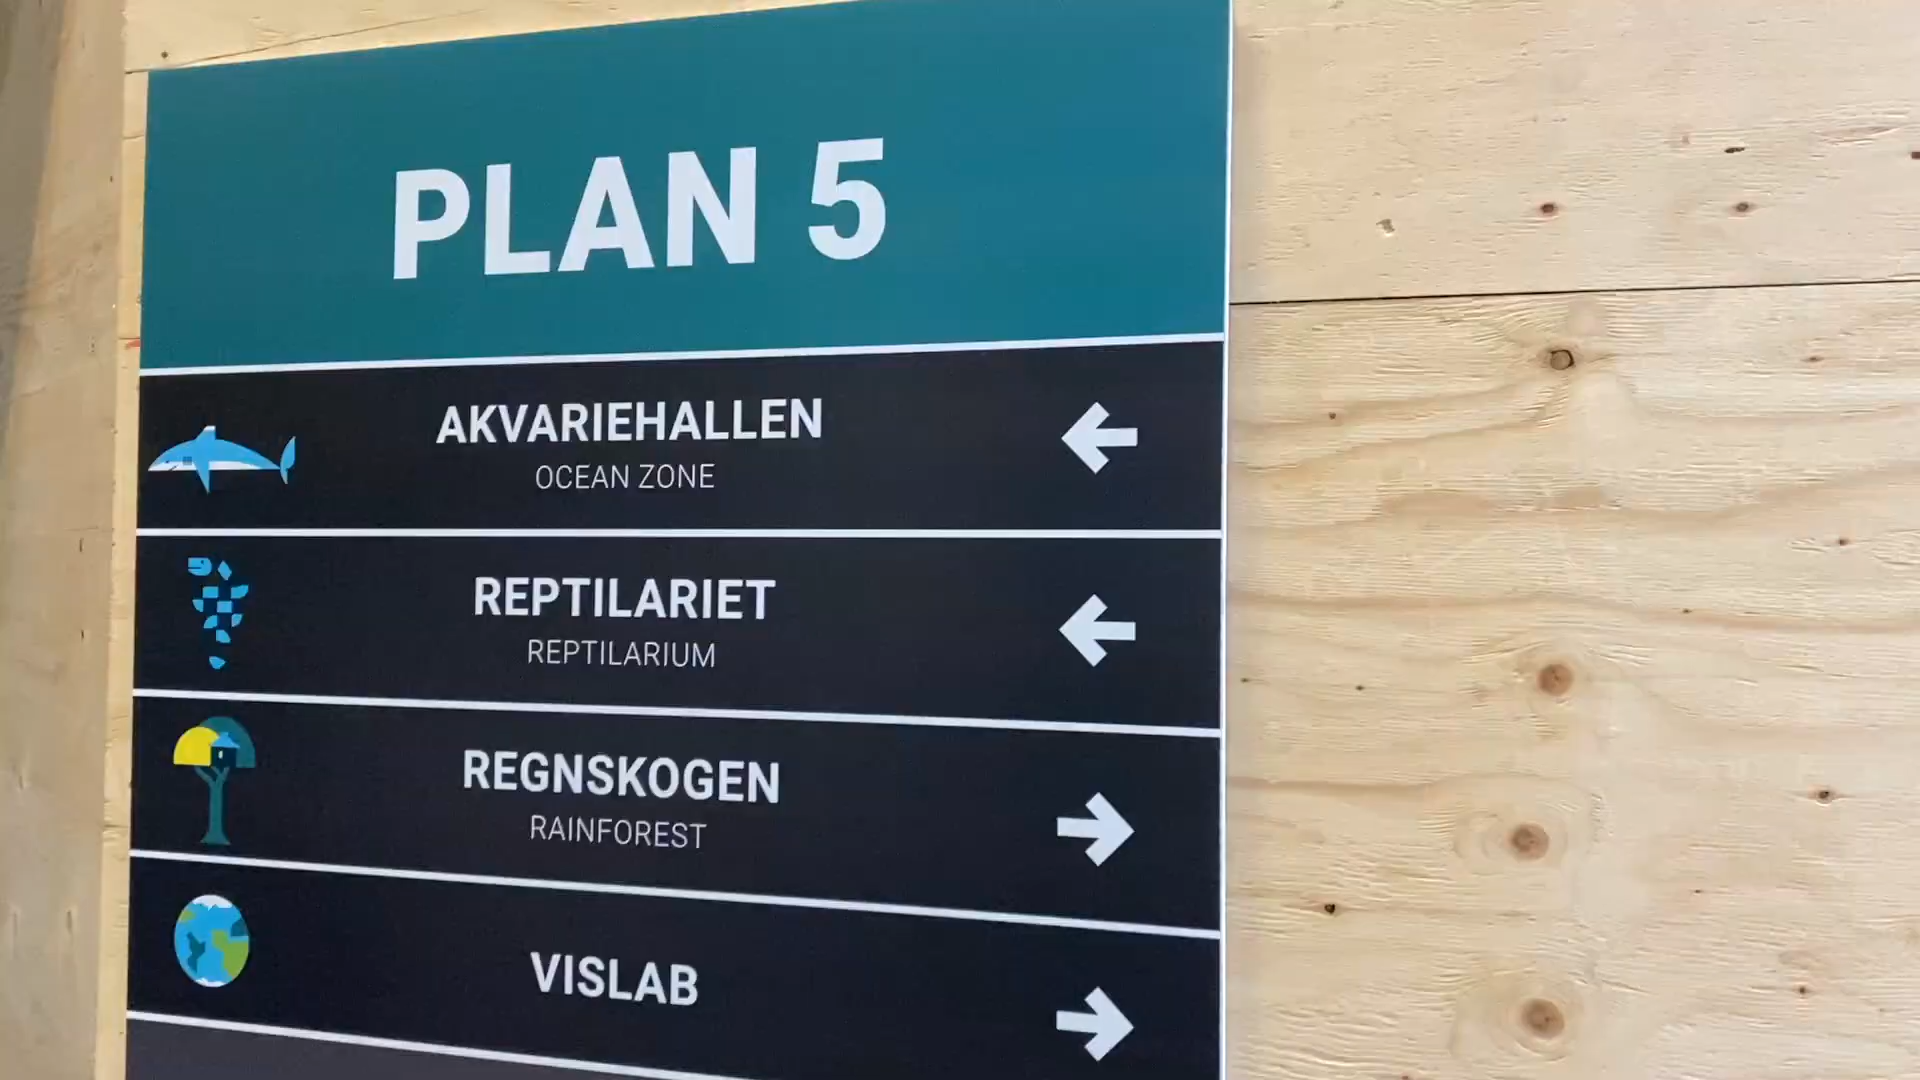 PLAN 5
AKVARIEHALLEN
OCEAN ZONE
REPTILARIET
REPTILARIUM
REGNSKOGEN
RAINFOREST
VISLAB